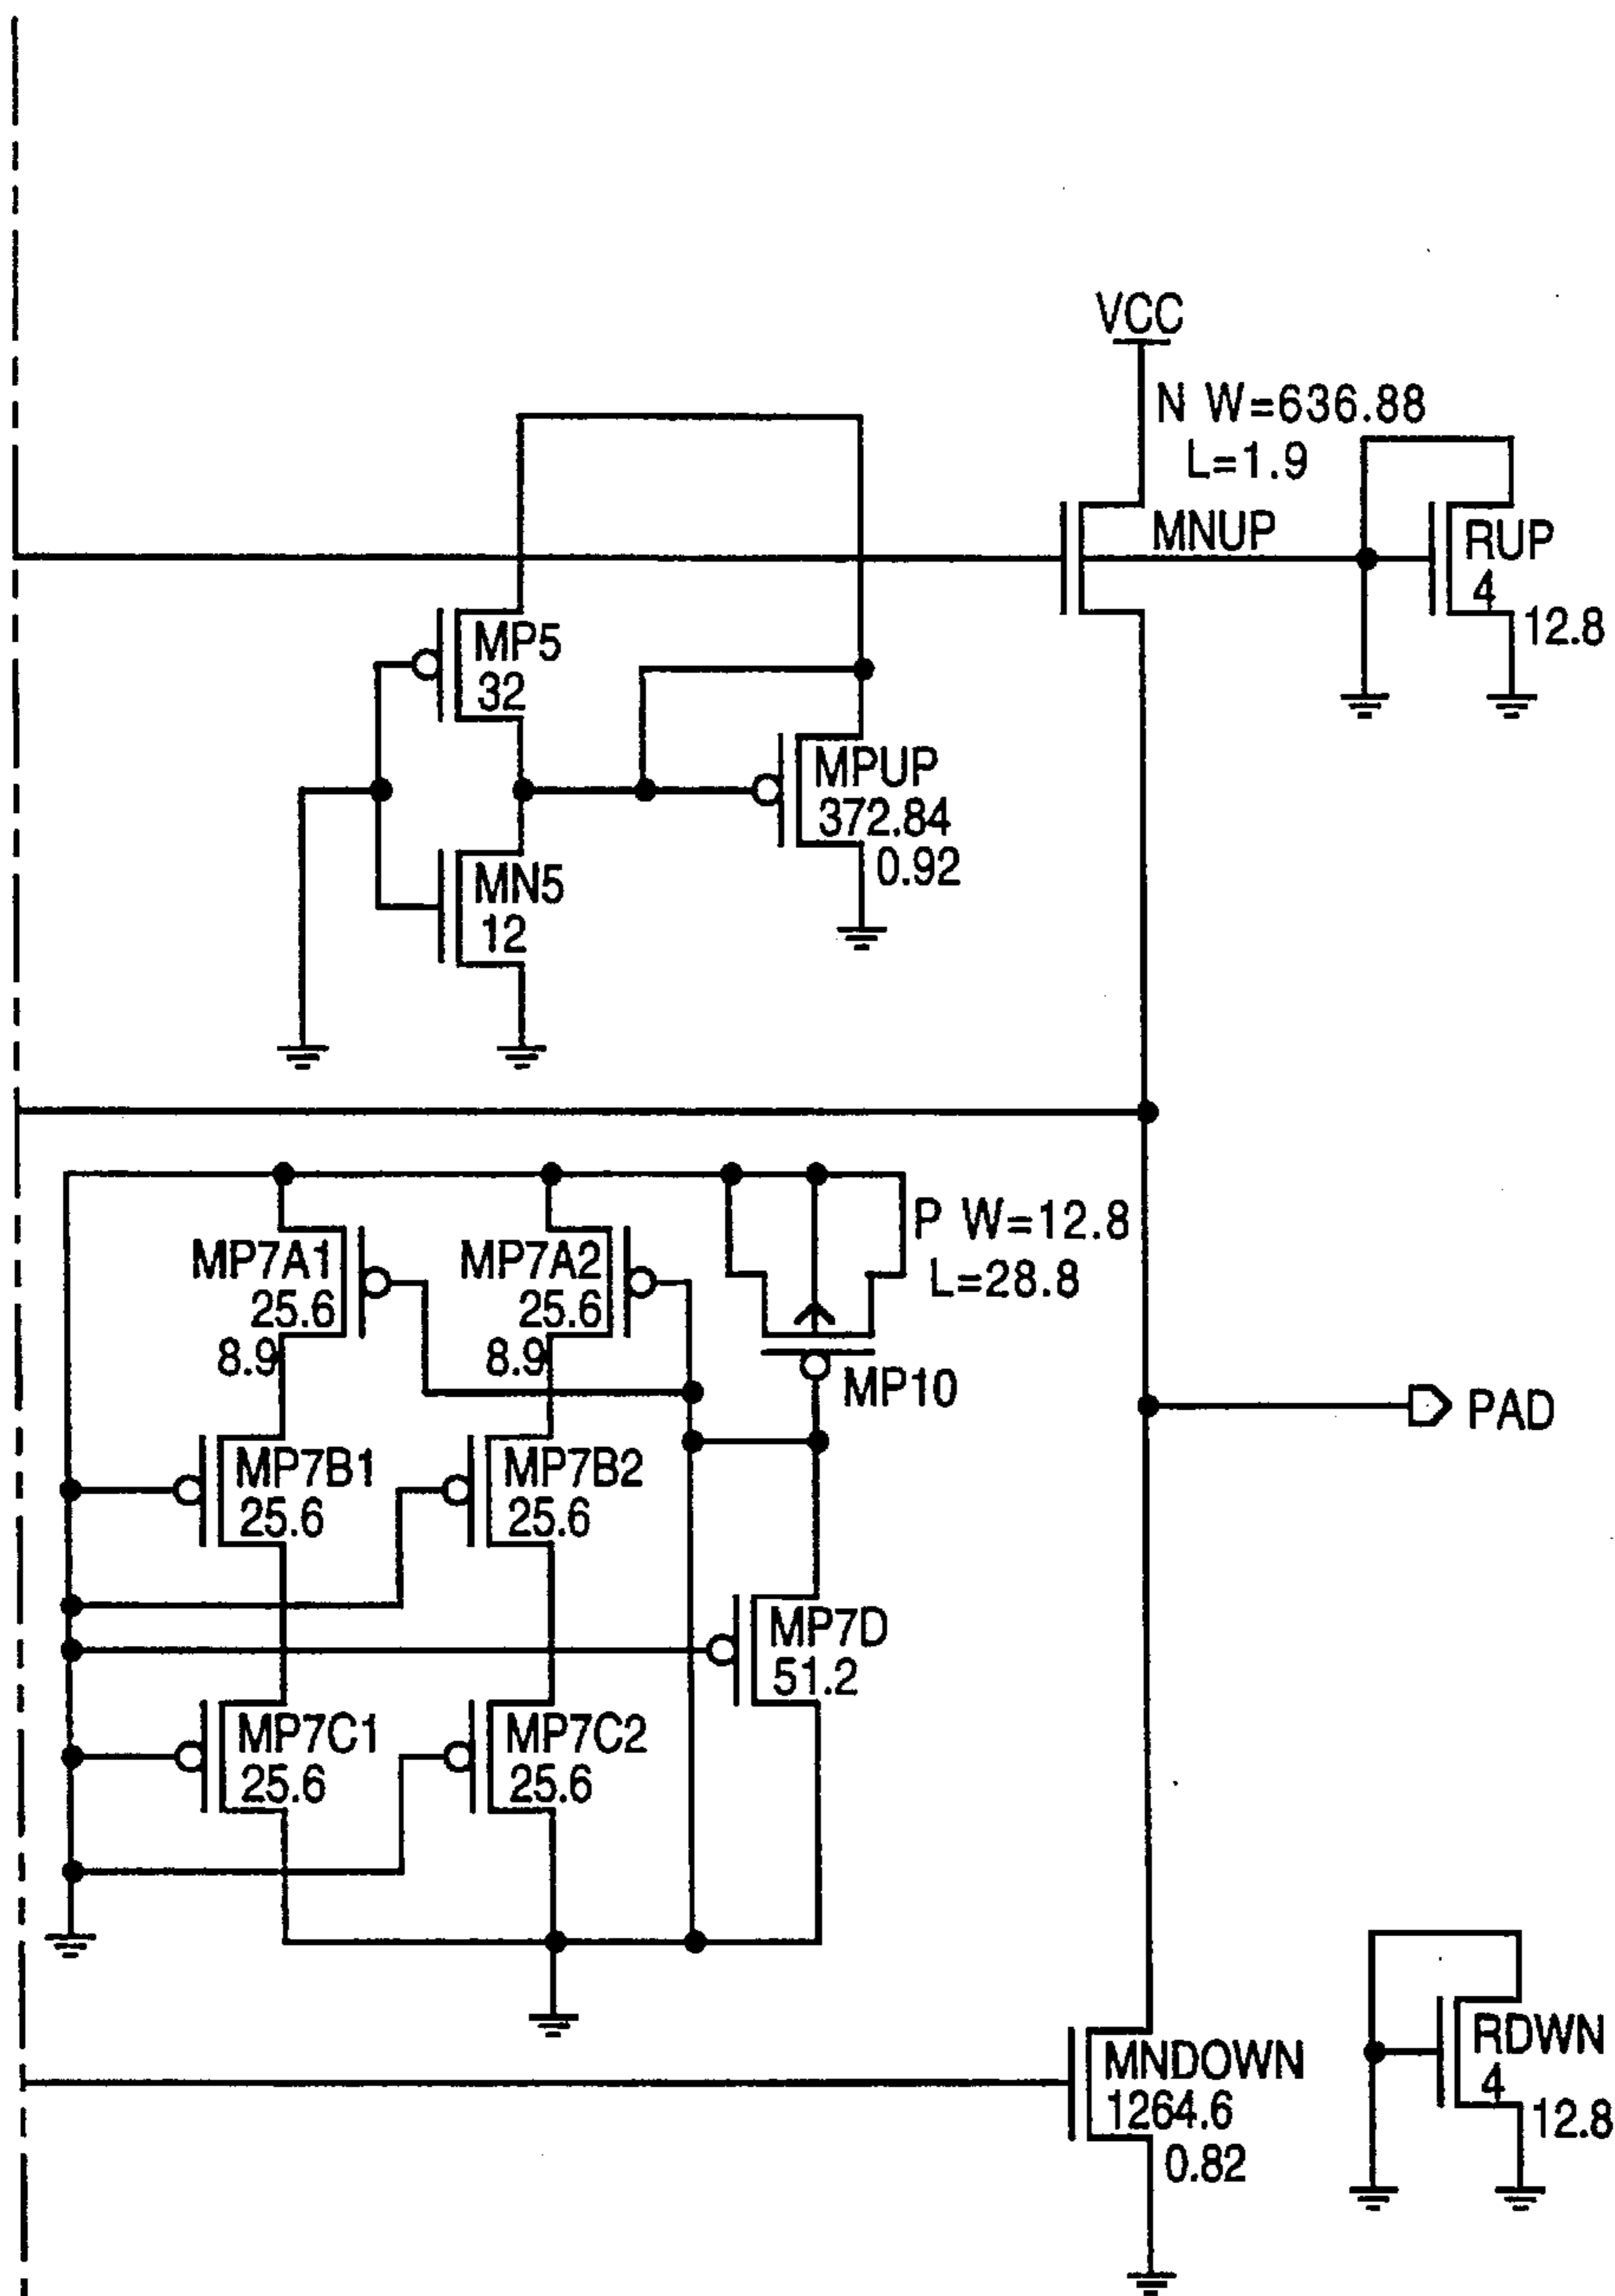 VCC
N W=636.88
L=1.9
MNUP
RUP
4
12.8
MP5
32
MPUP
372.84
0.92
MN5
12
P W=12.8
L=28.8
MP7A1
25.6
8.9
MP7A2
25.6
8.9
MP10
PAD
MP7B1
25.6
MP7B2
25.6
MP7D
51.2
MP7C1
25.6
MP7C2
25.6
MNDOWN
1264.6
0.82
RDWN
4
12.8